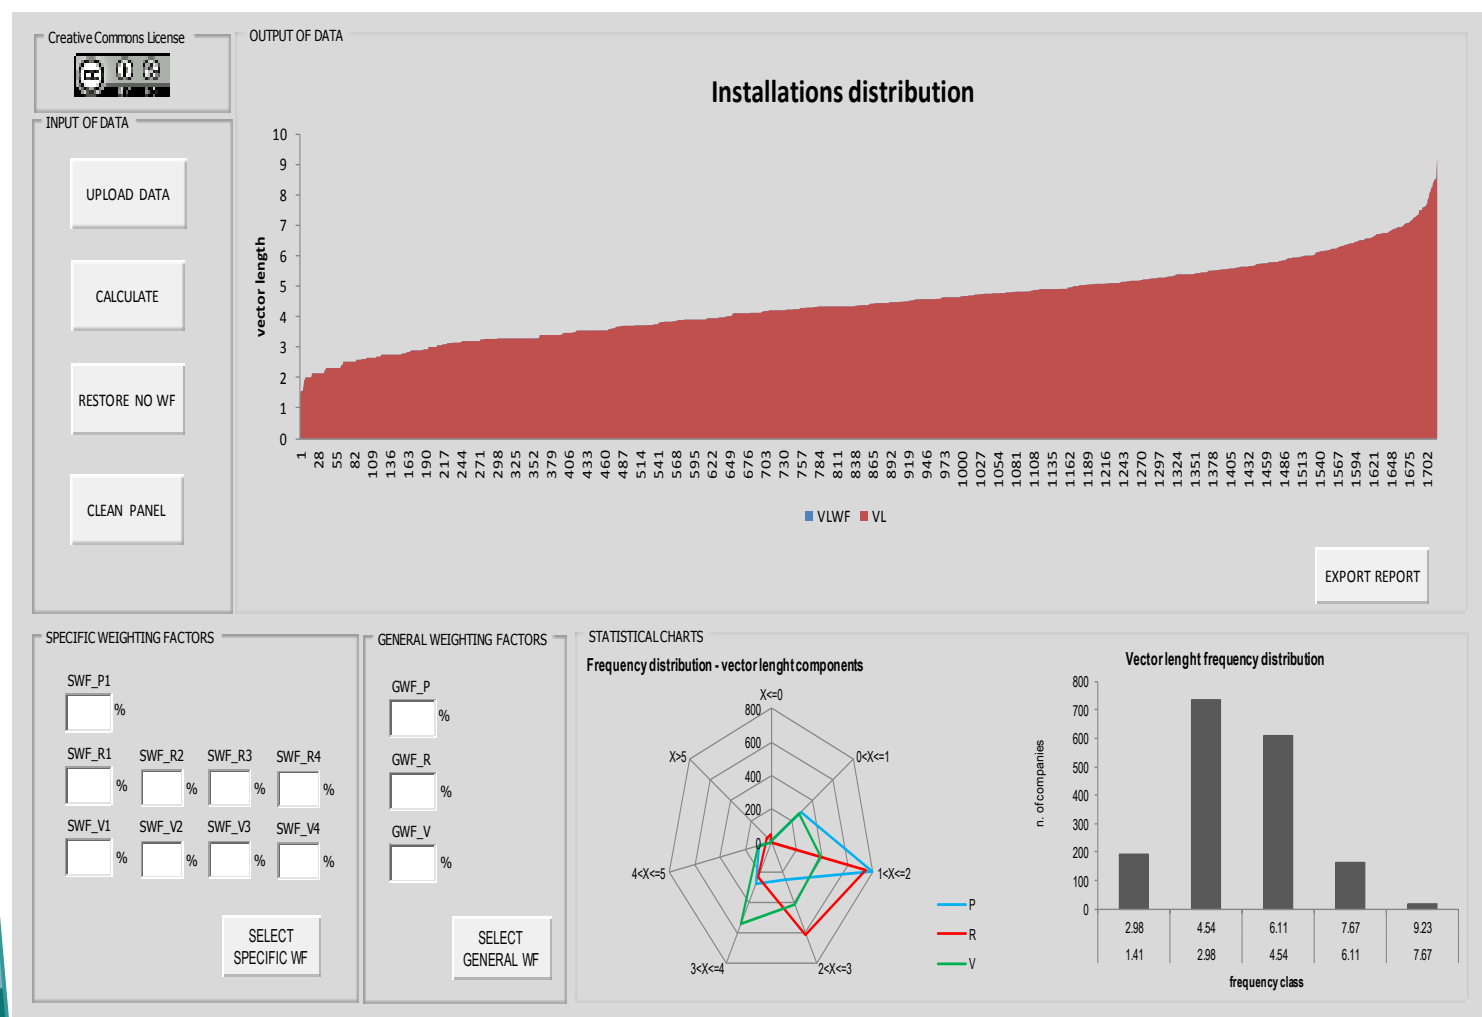 Creative Commons License
OUTPUT OF DATA
INPUT OF DATA
UPLOAD DATA
CALCULATE
RESTORE NO WF
CLEAN PANEL
Installations distribution
vector length
10
9
8
7
6
5
4
3
2
1
0
1 28 55 82 109 136 163 190 217 244 271 298 325 352 379 406 433 460 487 514 541 568 595 622 649 676 703 730 757 784 811 838 865 892 919 946 973 1000 1027 1054 1081 1108 1135 1162 1189 1216 1243 1270 1297 1324 1351 1378 1405 1432 1459 1486 1513 1540 1567 1594 1621 1648 1675 1702
VLWF VL
EXPORT REPORT
SPECIFIC WEIGHTING FACTORS
SWF_P1
%
SWF_R1 SWF_R2 SWF_R3 SWF_R4
% % % %
SWF_V1 SWF_V2 SWF_V3 SWF_V4
% % % %
SELECT
SPECIFIC WF
GENERAL WEIGHTING FACTORS
GWF_P
%
GWF_R
%
GWF_V
%
SELECT
GENERAL WF
STATISTICAL CHARTS
Frequency distribution - vector lenght components
X<=0
800
600
400
200
0
0<X<=1
1<X<=2
2<X<=3
3<X<=4
4<X<=5
X>5
P
R
V
Vector lenght frequency distribution
n. of companies
800
700
600
500
400
300
200
100
0
2.98 4.54 6.11 7.67 9.23
1.41 2.98 4.54 6.11 7.67
frequency class